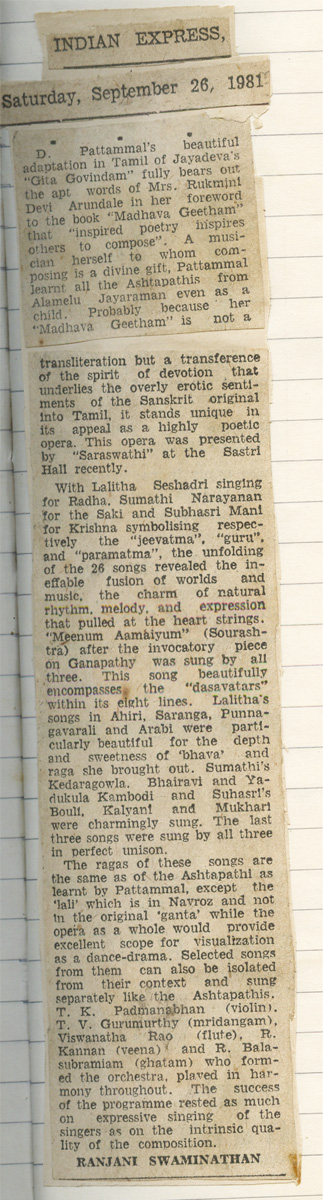 INDIAN EXPRESS,
Saturday, September 26, 1981
D. Pattammal's beautiful
adaptation in Tamil of Jayadeva's
"Gita Govindam" fully bears out
the apt words of Mrs. Rukmini
Devi Arundale in her foreword
to the book "Madhava Geetham"
that "inspired poetry inspires
others to compose". A musi-
cian herself to whom com-
posing is a divine gift, Pattammal
learnt all the Ashtapathis from
Alamelu Jayaraman even as a
child. Probably because her
"Madhava Geetham" is not a
transliteration but a transference
of the spirit of devotion that
underlies the overly erotic senti-
ments of the Sanskrit original
into Tamil, it stands unique in
its appeal as a highly poetic
opera. This opera was presented
by "Saraswathi" at the Sastri
Hall recently.
With Lalitha Seshadri singing
for Radha, Sumathi Narayanan
for the Saki and Subhasri Mani
for Krishna symbolising respec-
tively the "jeevatma", "guru",
and "paramatma", the unfolding
of the 26 songs revealed the in-
effable fusion of worlds and
music, the charm of natural
rhythm, melody, and expression
that pulled at the heart strings.
"Meenum Aamaiyum" (Sourash-
tra) after the invocatory piece
on Ganapathy was sung by all
three. This song beautifully
encompasses the "dasavatars"
within its eight lines. Lalitha's
songs in Ahiri, Saranga, Punna-
gavarali and Arabi were parti-
cularly beautiful for the depth
and sweetness of 'bhava' and
raga she brought out. Sumathi's
Kedaragowla. Bhairavi and Ya-
dukula Kambodi and Suhasri's
Bouli, Kalyani and Mukhari
were charmingly sung. The last
three songs were sung by all three
in perfect unison.
The ragas of these songs are
the same as of the Ashtapathi as
learnt by Pattammal, except the
'lali' which is in Navroz and not
in the original 'ganta' while the
opera as a whole would provide
excellent scope for visualization
as a dance-drama. Selected songs
from them can also be isolated
from their context and sung
separately like the Ashtapathis.
T. K. Padmanabhan (violin),
T. V. Gurumurthy (mridangam),
Viswanatha Rao (flute), R.
Kannan (veena) and R. Bala-
subramiam (ghatam) who form-
ed the orchestra, played in har-
mony throughout. The success
of the programme rested as much
on expressive singing of the
singers as on the intrinsic qua-
lity of the composition.
RANJANI SWAMINATHAN